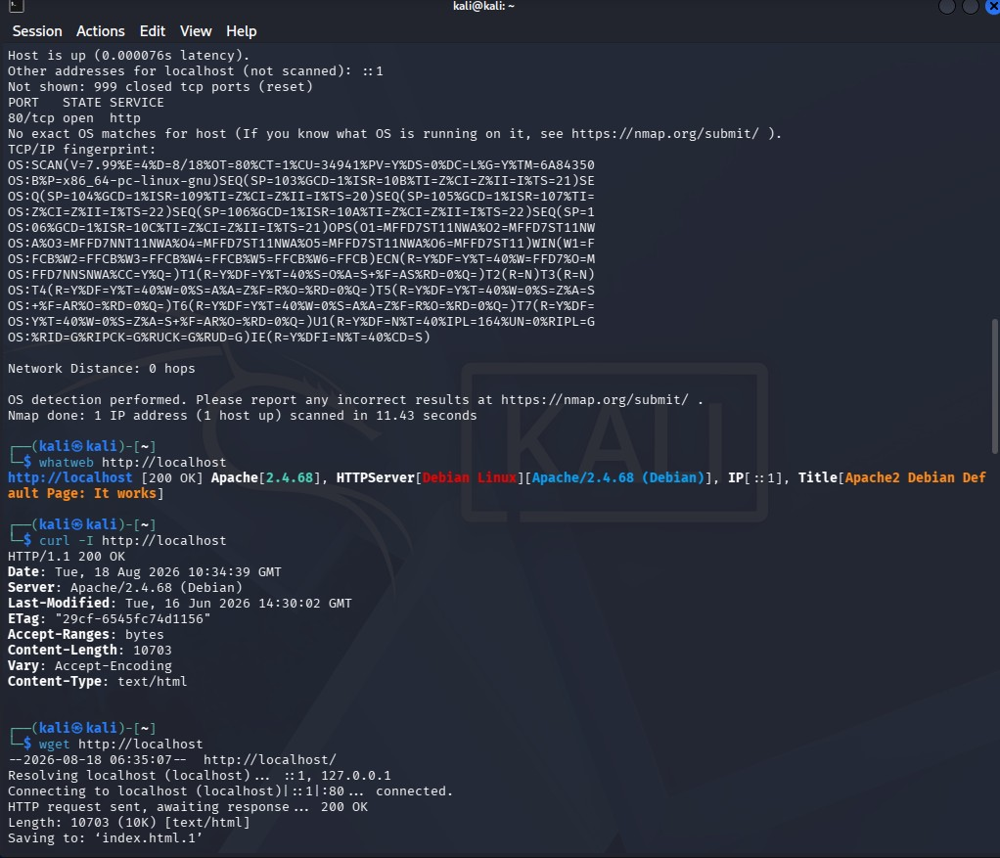 kali@kali: ~
Session Actions Edit View Help
Host is up (0.000076s latency).
Other addresses for localhost (not scanned): ::1
Not shown: 999 closed tcp ports (reset)
PORT   STATE SERVICE
80/tcp open  http
No exact OS matches for host (If you know what OS is running on it, see https://nmap.org/submit/ ).
TCP/IP fingerprint:
OS:SCAN(V=7.99%E=4%D=8/18%OT=80%CT=1%CU=34941%PV=Y%DS=0%DC=L%G=Y%TM=6A84350
OS:B%P=x86_64-pc-linux-gnu)SEQ(SP=103%GCD=1%ISR=10B%TI=Z%CI=Z%II=I%TS=21)SE
OS:Q(SP=104%GCD=1%ISR=109%TI=Z%CI=Z%II=I%TS=20)SEQ(SP=105%GCD=1%ISR=107%TI=
OS:Z%CI=Z%II=I%TS=22)SEQ(SP=106%GCD=1%ISR=10A%TI=Z%CI=Z%II=I%TS=22)SEQ(SP=1
OS:06%GCD=1%ISR=10C%TI=Z%CI=Z%II=I%TS=21)OPS(O1=MFFD7ST11NWA%O2=MFFD7ST11NW
OS:A%O3=MFFD7NNT11NWA%O4=MFFD7ST11NWA%O5=MFFD7ST11NWA%O6=MFFD7ST11)WIN(W1=F
OS:FCB%W2=FFCB%W3=FFCB%W4=FFCB%W5=FFCB%W6=FFCB)ECN(R=Y%DF=Y%T=40%W=FFD7%O=M
OS:FFD7NNSNWA%CC=Y%Q=)T1(R=Y%DF=Y%T=40%S=O%A=S+%F=AS%RD=0%Q=)T2(R=N)T3(R=N)
OS:T4(R=Y%DF=Y%T=40%W=0%S=A%A=Z%F=R%O=%RD=0%Q=)T5(R=Y%DF=Y%T=40%W=0%S=Z%A=S
OS:+%F=AR%O=%RD=0%Q=)T6(R=Y%DF=Y%T=40%W=0%S=A%A=Z%F=R%O=%RD=0%Q=)T7(R=Y%DF=
OS:Y%T=40%W=0%S=Z%A=S+%F=AR%O=%RD=0%Q=)U1(R=Y%DF=N%T=40%IPL=164%UN=0%RIPL=G
OS:%RID=G%RIPCK=G%RUCK=G%RUD=G)IE(R=Y%DFI=N%T=40%CD=S)
Network Distance: 0 hops
OS detection performed. Please report any incorrect results at https://nmap.org/submit/ .
Nmap done: 1 IP address (1 host up) scanned in 11.43 seconds
KALI
┌──(kali㉿kali)-[~]
└─$ whatweb http://localhost
http://localhost [200 OK] Apache[2.4.68], HTTPServer[Debian Linux][Apache/2.4.68 (Debian)], IP[::1], Title[Apache2 Debian Def
ault Page: It works]
┌──(kali㉿kali)-[~]
└─$ curl -I http://localhost
HTTP/1.1 200 OK
Date: Tue, 18 Aug 2026 10:34:39 GMT
Server: Apache/2.4.68 (Debian)
Last-Modified: Tue, 16 Jun 2026 14:30:02 GMT
ETag: "29cf-6545fc74d1156"
Accept-Ranges: bytes
Content-Length: 10703
Vary: Accept-Encoding
Content-Type: text/html
┌──(kali㉿kali)-[~]
└─$ wget http://localhost
--2026-08-18 06:35:07--  http://localhost/
Resolving localhost (localhost)... ::1, 127.0.0.1
Connecting to localhost (localhost)|::1|:80... connected.
HTTP request sent, awaiting response... 200 OK
Length: 10703 (10K) [text/html]
Saving to: ‘index.html.1’